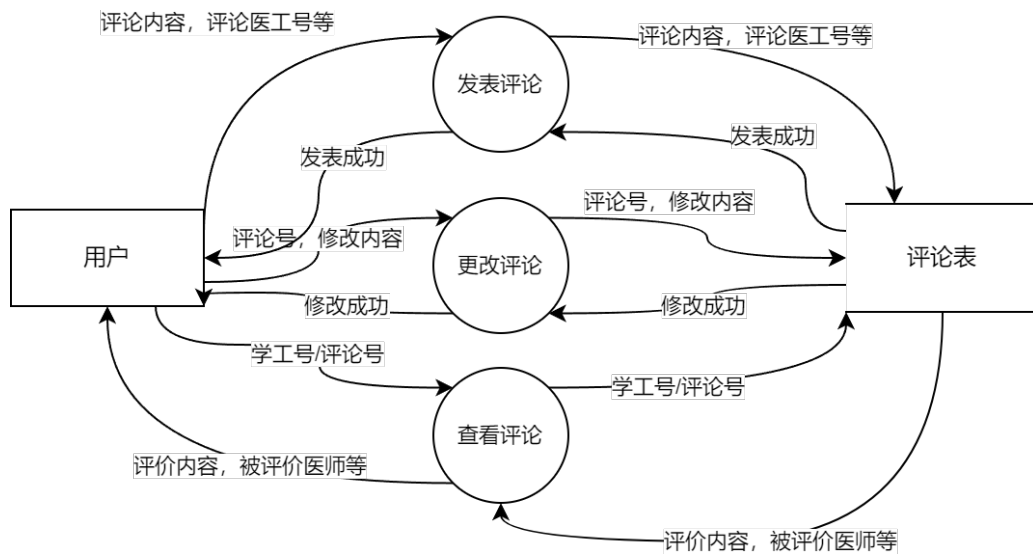 评论内容，评论医工号等
评论内容，评论医工号等
发表评论
发表成功
发表成功
评论号，修改内容
评论号，修改内容
用户
更改评论
评论表
修改成功
修改成功
学工号/评论号
学工号/评论号
查看评论
评价内容，被评价医师等
评价内容，被评价医师等